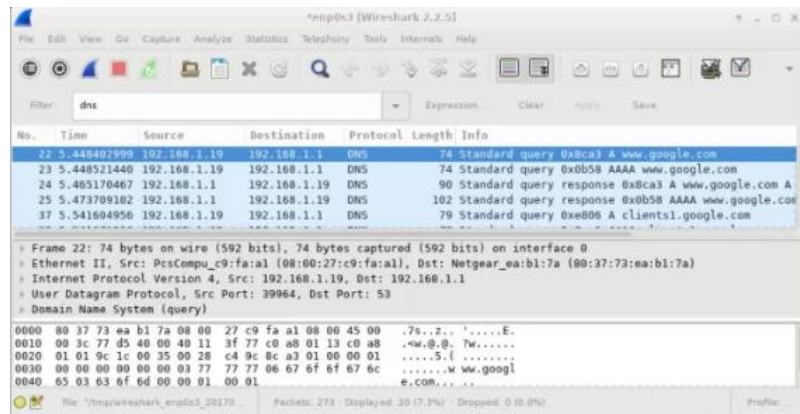 *enp0s3 [Wireshark 2.2.5]
File Edit View Go Capture Analyze Statistics Telephony Tools Internals Help
Filter: dns Expression... Clear Apply Save
No. Time Source Destination Protocol Length Info
22 5.448402999 192.168.1.19 192.168.1.1 DNS 74 Standard query 0x8ca3 A www.google.com
23 5.448521440 192.168.1.19 192.168.1.1 DNS 74 Standard query 0x0b58 AAAA www.google.com
24 5.465170467 192.168.1.1 192.168.1.19 DNS 90 Standard query response 0x8ca3 A www.google.com A
25 5.473709102 192.168.1.1 192.168.1.19 DNS 102 Standard query response 0x0b58 AAAA www.google.com
37 5.541604956 192.168.1.19 192.168.1.1 DNS 79 Standard query 0xe806 A clients1.google.com
Frame 22: 74 bytes on wire (592 bits), 74 bytes captured (592 bits) on interface 0
Ethernet II, Src: PcsCompu_c9:fa:a1 (08:00:27:c9:fa:a1), Dst: Netgear_ea:b1:7a (80:37:73:ea:b1:7a)
Internet Protocol Version 4, Src: 192.168.1.19, Dst: 192.168.1.1
User Datagram Protocol, Src Port: 39964, Dst Port: 53
Domain Name System (query)
0000 80 37 73 ea b1 7a 08 00 27 c9 fa a1 08 00 45 00 .7s..z.. '.....E.
0010 00 3c 77 d5 40 00 40 11 3f 77 c0 a8 01 13 c0 a8 .<w.@.@. ?w......
0020 01 01 9c 1c 00 35 00 28 c4 9c 8c a3 01 00 00 01 .....5.( ........
0030 00 00 00 00 00 00 03 77 77 77 06 67 6f 6f 67 6c .......w ww.googl
0040 65 03 63 6f 6d 00 00 01 00 01 e.com... ..
File: "/tmp/wireshark_enp0s3_20170... Packets: 273 · Displayed: 20 (7.3%) · Dropped: 0 (0.0%) Profile: ...